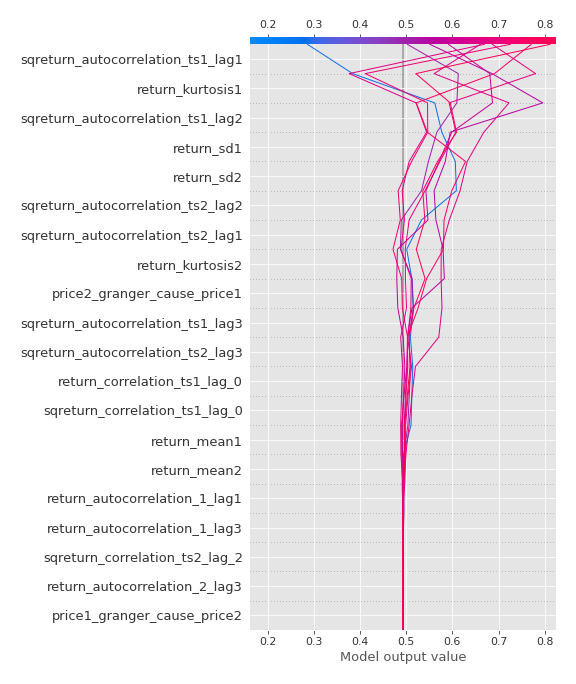 0.2 0.3 0.4 0.5 0.6 0.7 0.8
sqreturn_autocorrelation_ts1_lag1
return_kurtosis1
sqreturn_autocorrelation_ts1_lag2
return_sd1
return_sd2
sqreturn_autocorrelation_ts2_lag2
sqreturn_autocorrelation_ts2_lag1
return_kurtosis2
price2_granger_cause_price1
sqreturn_autocorrelation_ts1_lag3
sqreturn_autocorrelation_ts2_lag3
return_correlation_ts1_lag_0
sqreturn_correlation_ts1_lag_0
return_mean1
return_mean2
return_autocorrelation_1_lag1
return_autocorrelation_1_lag3
sqreturn_correlation_ts2_lag_2
return_autocorrelation_2_lag3
price1_granger_cause_price2
0.2 0.3 0.4 0.5 0.6 0.7 0.8
Model output value